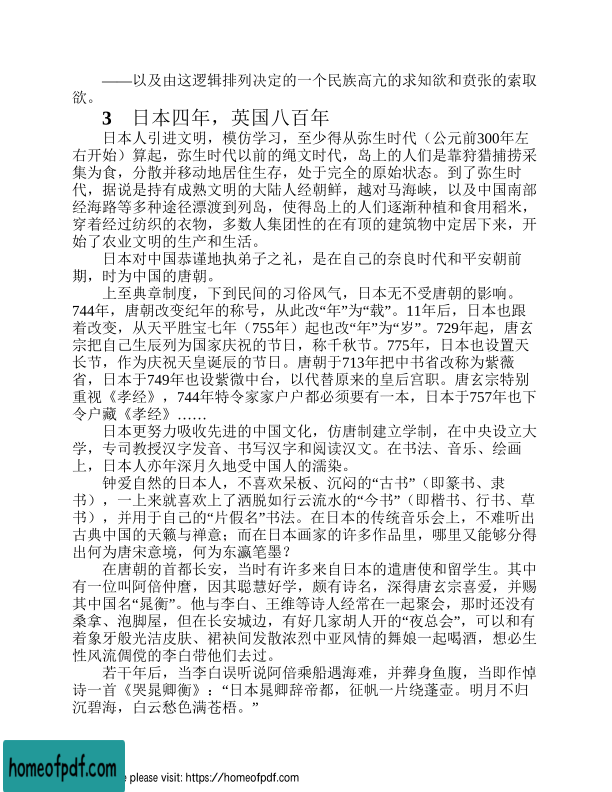 ——以及由这逻辑排列决定的一个民族高亢的求知欲和贲张的索取
欲。
3 日本四年，英国八百年
日本人引进文明，模仿学习，至少得从弥生时代（公元前300年左
右开始）算起，弥生时代以前的绳文时代，岛上的人们是靠狩猎捕捞采
集为食，分散并移动地居住生存，处于完全的原始状态。到了弥生时
代，据说是持有成熟文明的大陆人经朝鲜，越对马海峡，以及中国南部
经海路等多种途径漂渡到列岛，使得岛上的人们逐渐种植和食用稻米，
穿着经过纺织的衣物，多数人集团性的在有顶的建筑物中定居下来，开
始了农业文明的生产和生活。
日本对中国恭谨地执弟子之礼，是在自己的奈良时代和平安朝前
期，时为中国的唐朝。
上至典章制度，下到民间的习俗风气，日本无不受唐朝的影响。
744年，唐朝改变纪年的称号，从此改“年”为“载”。11年后，日本也跟
着改变，从天平胜宝七年（755年）起也改“年”为“岁”。729年起，唐玄
宗把自己生辰列为国家庆祝的节日，称千秋节。775年，日本也设置天
长节，作为庆祝天皇诞辰的节日。唐朝于713年把中书省改称为紫薇
省，日本于749年也设紫微中台，以代替原来的皇后宫职。唐玄宗特别
重视《孝经》，744年特令家家户户都必须要有一本，日本于757年也下
令户藏《孝经》……
日本更努力吸收先进的中国文化，仿唐制建立学制，在中央设立大
学，专司教授汉字发音、书写汉字和阅读汉文。在书法、音乐、绘画
上，日本人亦年深月久地受中国人的濡染。
钟爱自然的日本人，不喜欢呆板、沉闷的“古书”（即篆书、隶
书），一上来就喜欢上了洒脱如行云流水的“今书”（即楷书、行书、草
书），并用于自己的“片假名”书法。在日本的传统音乐会上，不难听出
古典中国的天籁与禅意；而在日本画家的许多作品里，哪里又能够分得
出何为唐宋意境，何为东瀛笔墨？
在唐朝的首都长安，当时有许多来自日本的遣唐使和留学生。其中
有一位叫阿倍仲麿，因其聪慧好学，颇有诗名，深得唐玄宗喜爱，并赐
其中国名“晁衡”。他与李白、王维等诗人经常在一起聚会，那时还没有
桑拿、泡脚屋，但在长安城边，有好几家胡人开的“夜总会”，可以和有
着象牙般光洁皮肤、裙袂间发散浓烈中亚风情的舞娘一起喝酒，想必生
性风流倜傥的李白带他们去过。
若干年后，当李白误听说阿倍乘船遇海难，并葬身鱼腹，当即作悼
诗一首《哭晁卿衡》：“日本晁卿辞帝都，征帆一片绕蓬壶。明月不归
沉碧海，白云愁色满苍梧。”
homeofpdf.com
please visit: https://homeofpdf.com